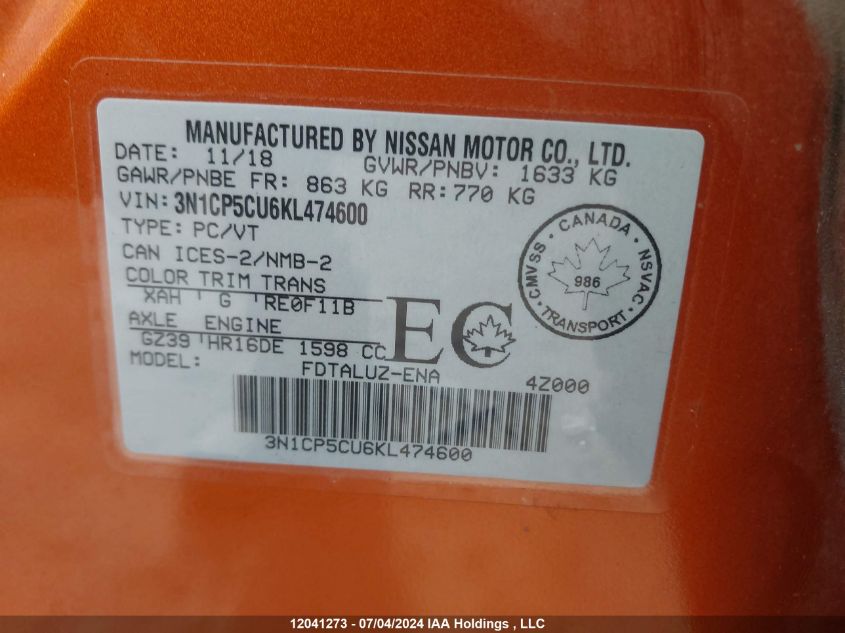 MANUFACTURED BY NISSAN MOTOR CO., LTD.
DATE: 11/18 GVWR/PNBV: 1633 KG
GAWR/PNBE FR: 863 KG RR: 770 KG
VIN: 3N1CP5CU6KL474600
TYPE: PC/VT
CAN ICES-2/NMB-2
COLOR TRIM TRANS
XAH G RE0F11B
AXLE ENGINE
GZ39 HR16DE 1598 CC
MODEL: FDTALUZ-ENA 4Z000
EC
CANADA
CMVSS NSVAC
986
TRANSPORT
3N1CP5CU6KL474600
12041273 - 07/04/2024 IAA Holdings , LLC